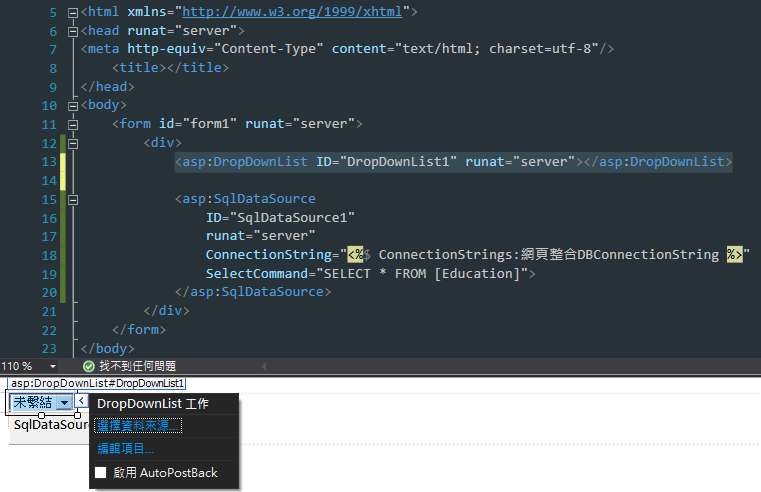 5 <html xmlns="http://www.w3.org/1999/xhtml">
6 <head runat="server">
7 <meta http-equiv="Content-Type" content="text/html; charset=utf-8"/>
8 <title></title>
9 </head>
10 <body>
11 <form id="form1" runat="server">
12 <div>
13 <asp:DropDownList ID="DropDownList1" runat="server"></asp:DropDownList>
14
15 <asp:SqlDataSource
16 ID="SqlDataSource1"
17 runat="server"
18 ConnectionString="<%$ ConnectionStrings:網頁整合DBConnectionString %>"
19 SelectCommand="SELECT * FROM [Education]">
20 </asp:SqlDataSource>
21 </div>
22 </form>
23 </body>
110 % 找不到任何問題
asp:DropDownList#DropDownList1
未繫結
DropDownList 工作
SqlDataSour
選擇資料來源...
編輯項目...
啟用 AutoPostBack